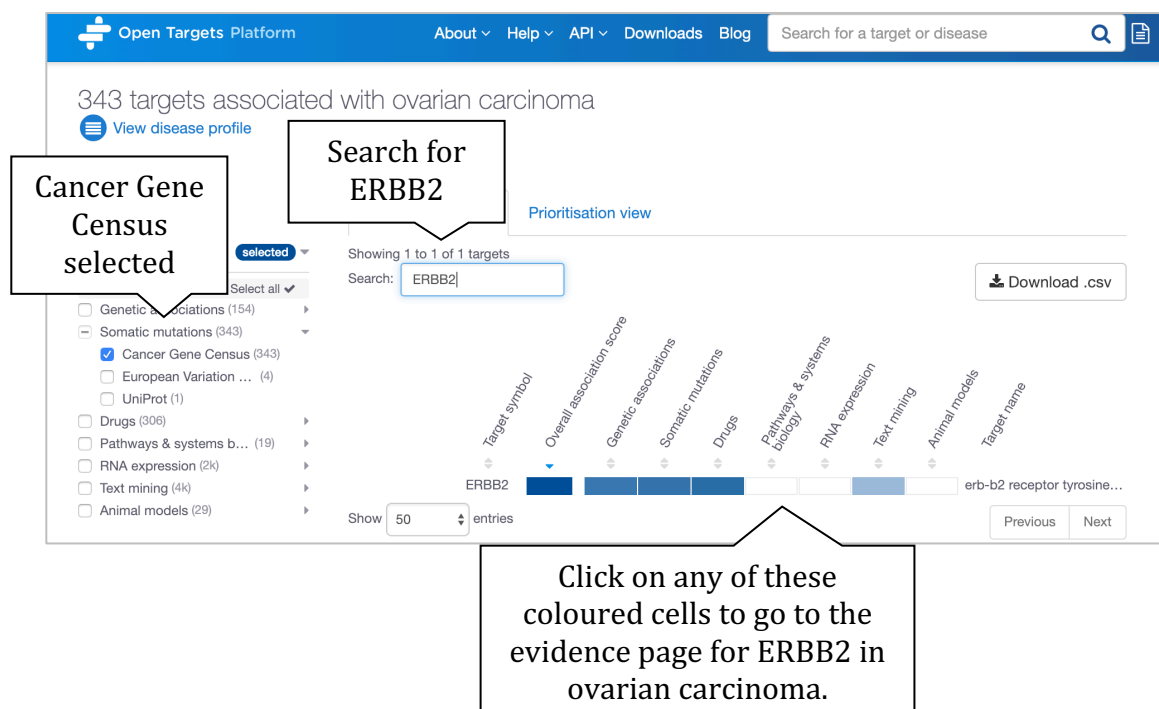 Open Targets Platform
About Help API Downloads Blog
Search for a target or disease
343 targets associated with ovarian carcinoma
View disease profile
Search for
ERBB2
Cancer Gene
Census
selected
Prioritisation view
selected
Showing 1 to 1 of 1 targets
Search: ERBB2
Download .csv
Select all
Genetic associations (154)
Somatic mutations (343)
Cancer Gene Census (343)
European Variation ... (4)
UniProt (1)
Drugs (306)
Pathways & systems b... (19)
RNA expression (2k)
Text mining (4k)
Animal models (29)
Target symbol
Overall association score
Genetic associations
Somatic mutations
Drugs
Pathways & systems
biology
RNA expression
Text mining
Animal models
Target name
ERBB2
erb-b2 receptor tyrosine...
Show 50 entries
Previous Next
Click on any of these
coloured cells to go to the
evidence page for ERBB2 in
ovarian carcinoma.